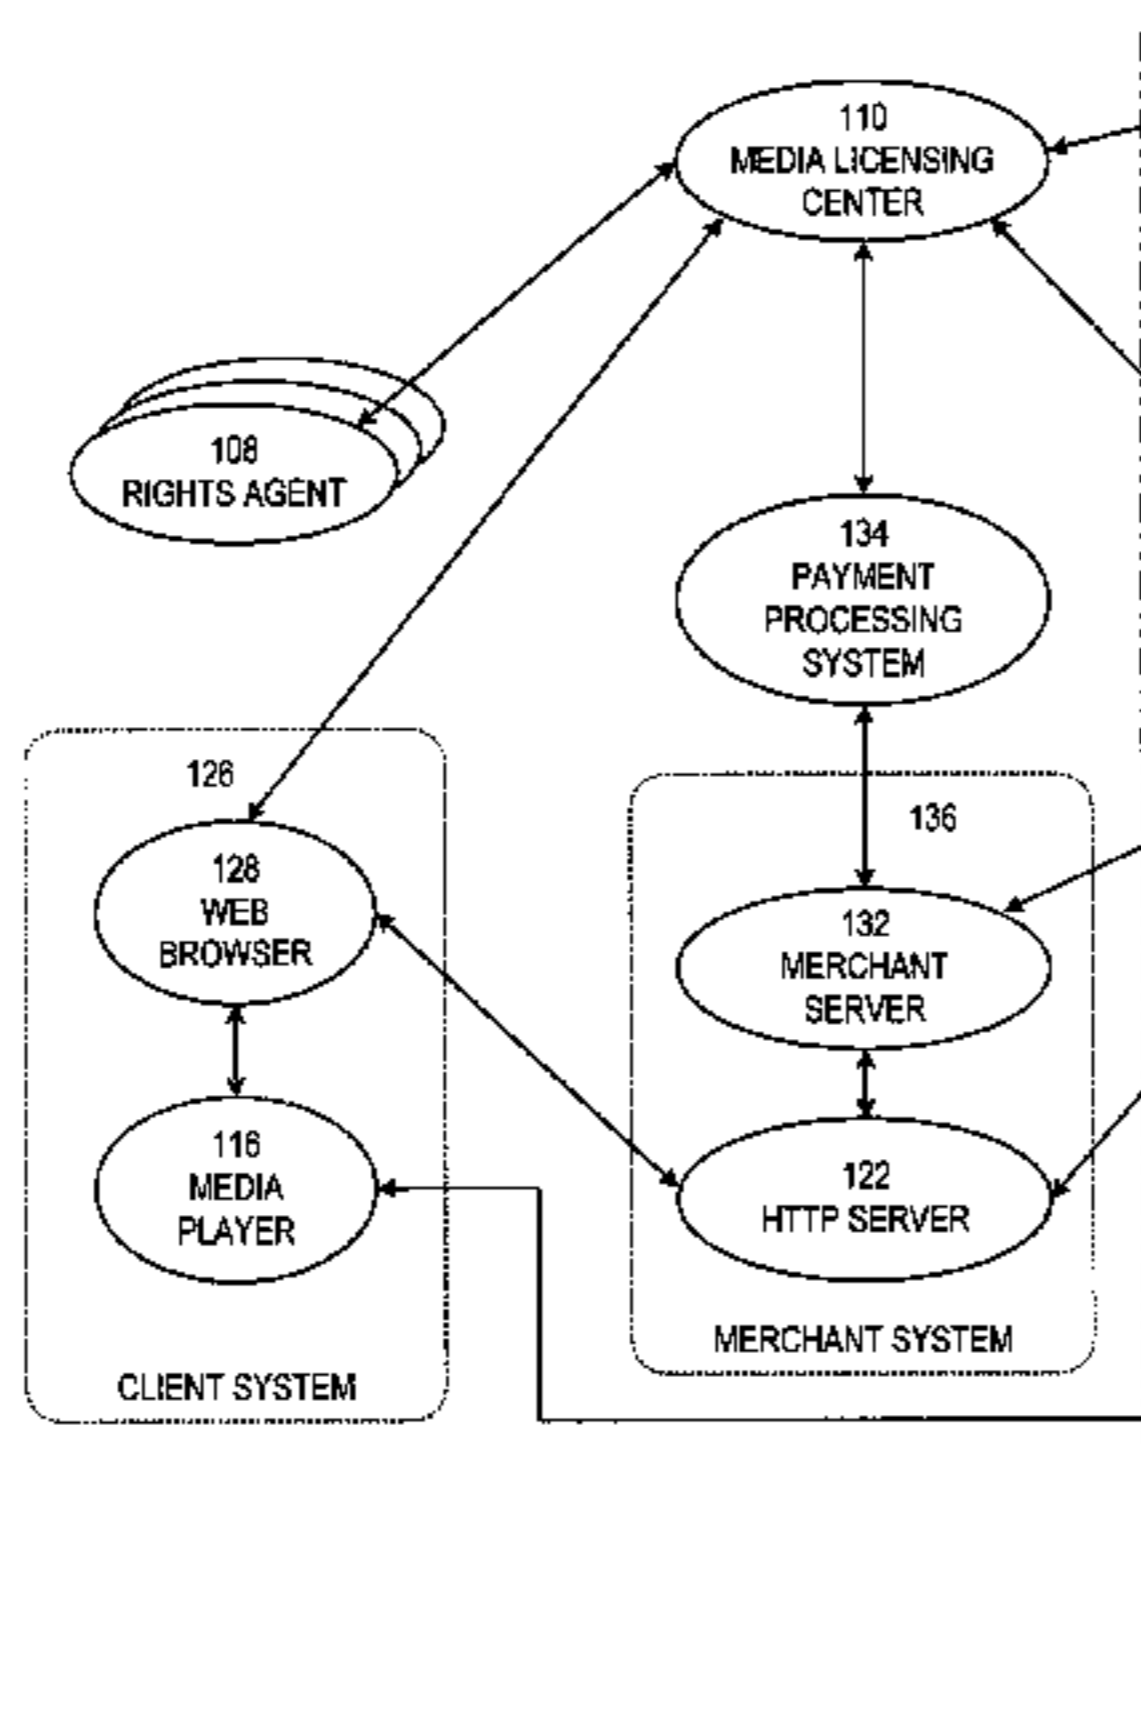 110
MEDIA LICENSING
CENTER
108
RIGHTS AGENT
134
PAYMENT
PROCESSING
SYSTEM
126
136
128
WEB
BROWSER
132
MERCHANT
SERVER
116
MEDIA
PLAYER
122
HTTP SERVER
MERCHANT SYSTEM
CLIENT SYSTEM